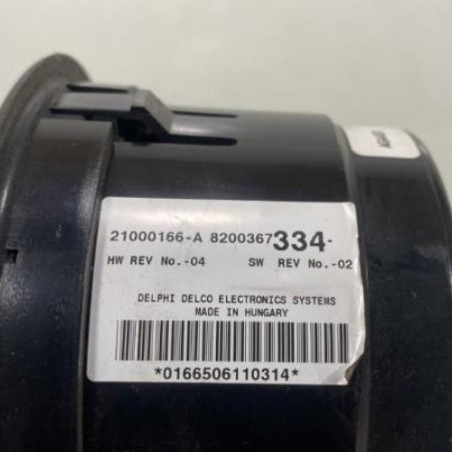 21000166-A 8200367334-
HW REV No.-04 SW REV No.-02
DELPHI DELCO ELECTRONICS SYSTEMS
MADE IN HUNGARY
*0166506110314*